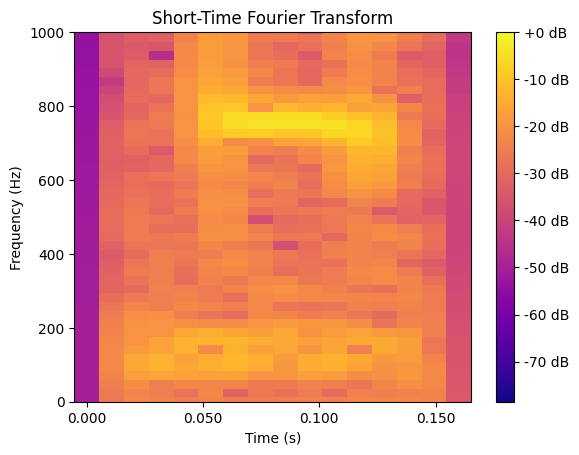 Short-Time Fourier Transform
1000
800
600
400
200
0
Frequency (Hz)
0.000
0.050
0.100
0.150
Time (s)
+0 dB
-10 dB
-20 dB
-30 dB
-40 dB
-50 dB
-60 dB
-70 dB